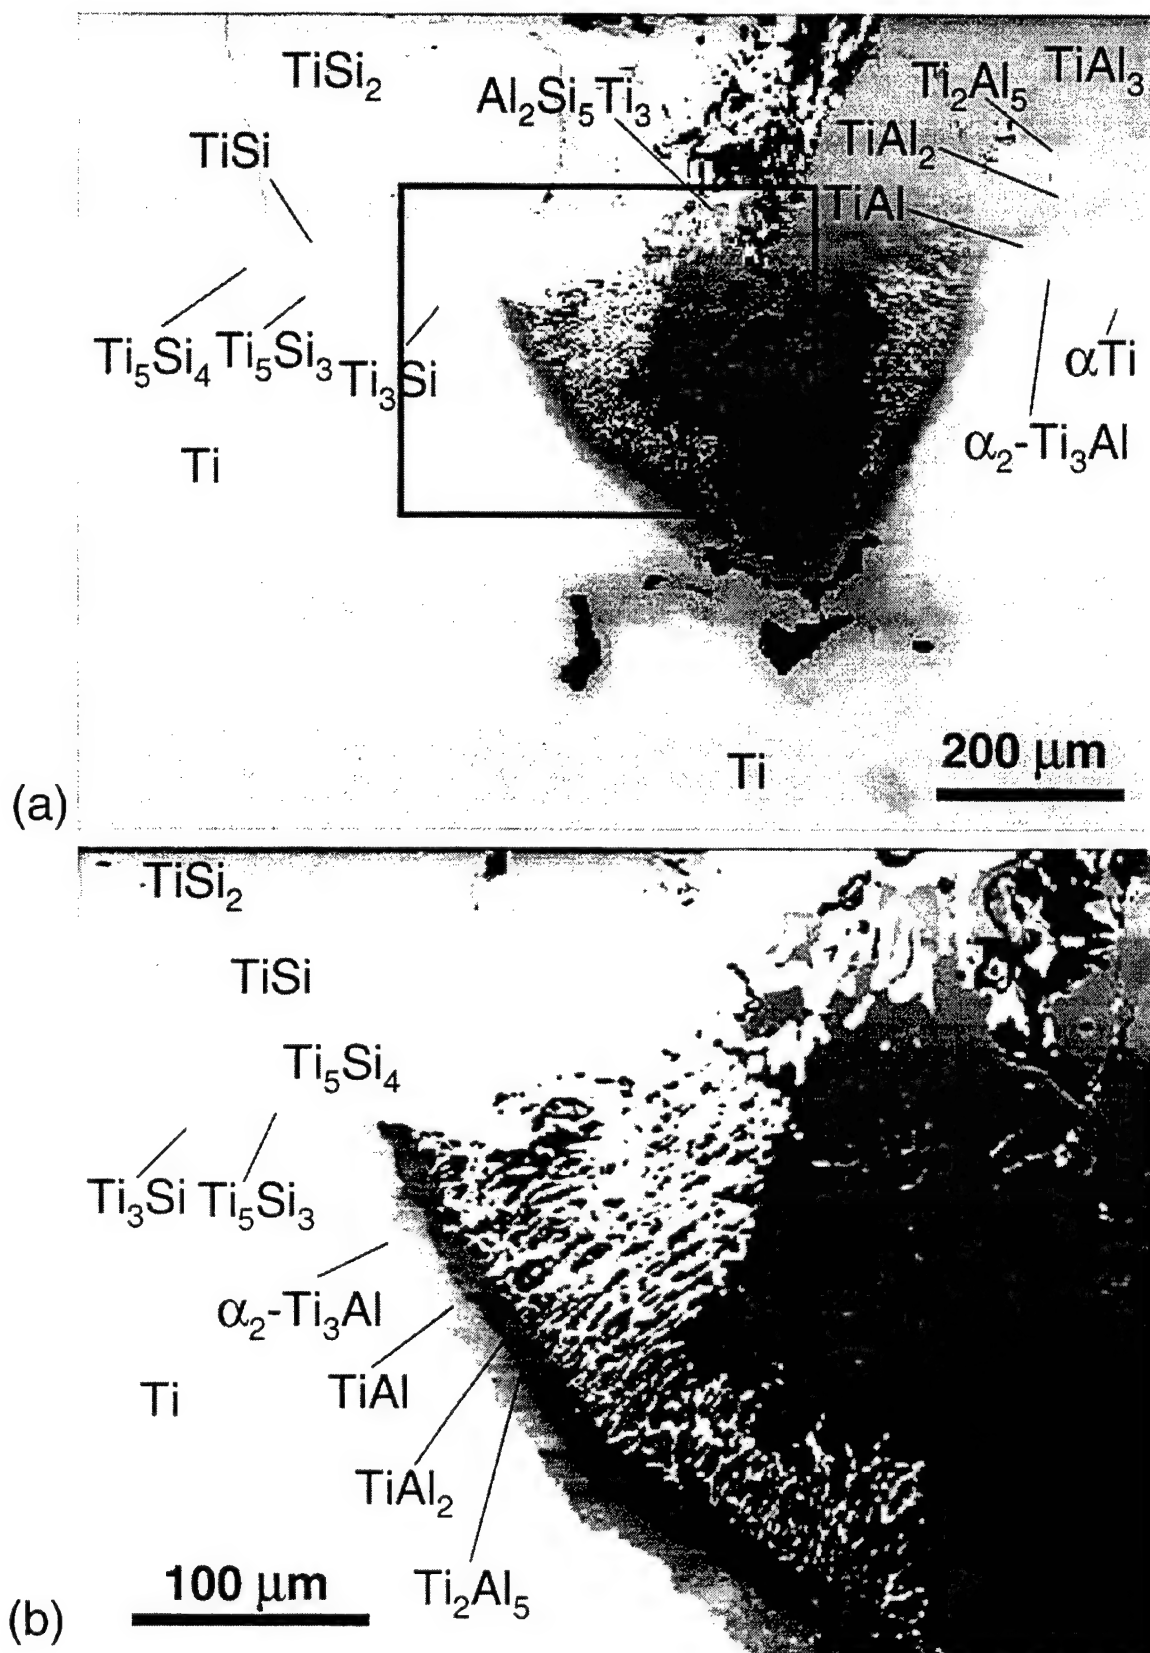 TiSi₂
Al₂Si₅Ti₃
Ti₂Al₅
TiAl₃
TiSi
TiAl₂
TiAl
Ti₅Si₄
Ti₅Si₃
Ti₃Si
αTi
Ti
α₂-Ti₃Al
Ti
200 μm
(a)
TiSi₂
TiSi
Ti₅Si₄
Ti₃Si
Ti₅Si₃
α₂-Ti₃Al
Ti
TiAl
TiAl₂
100 μm
Ti₂Al₅
(b)